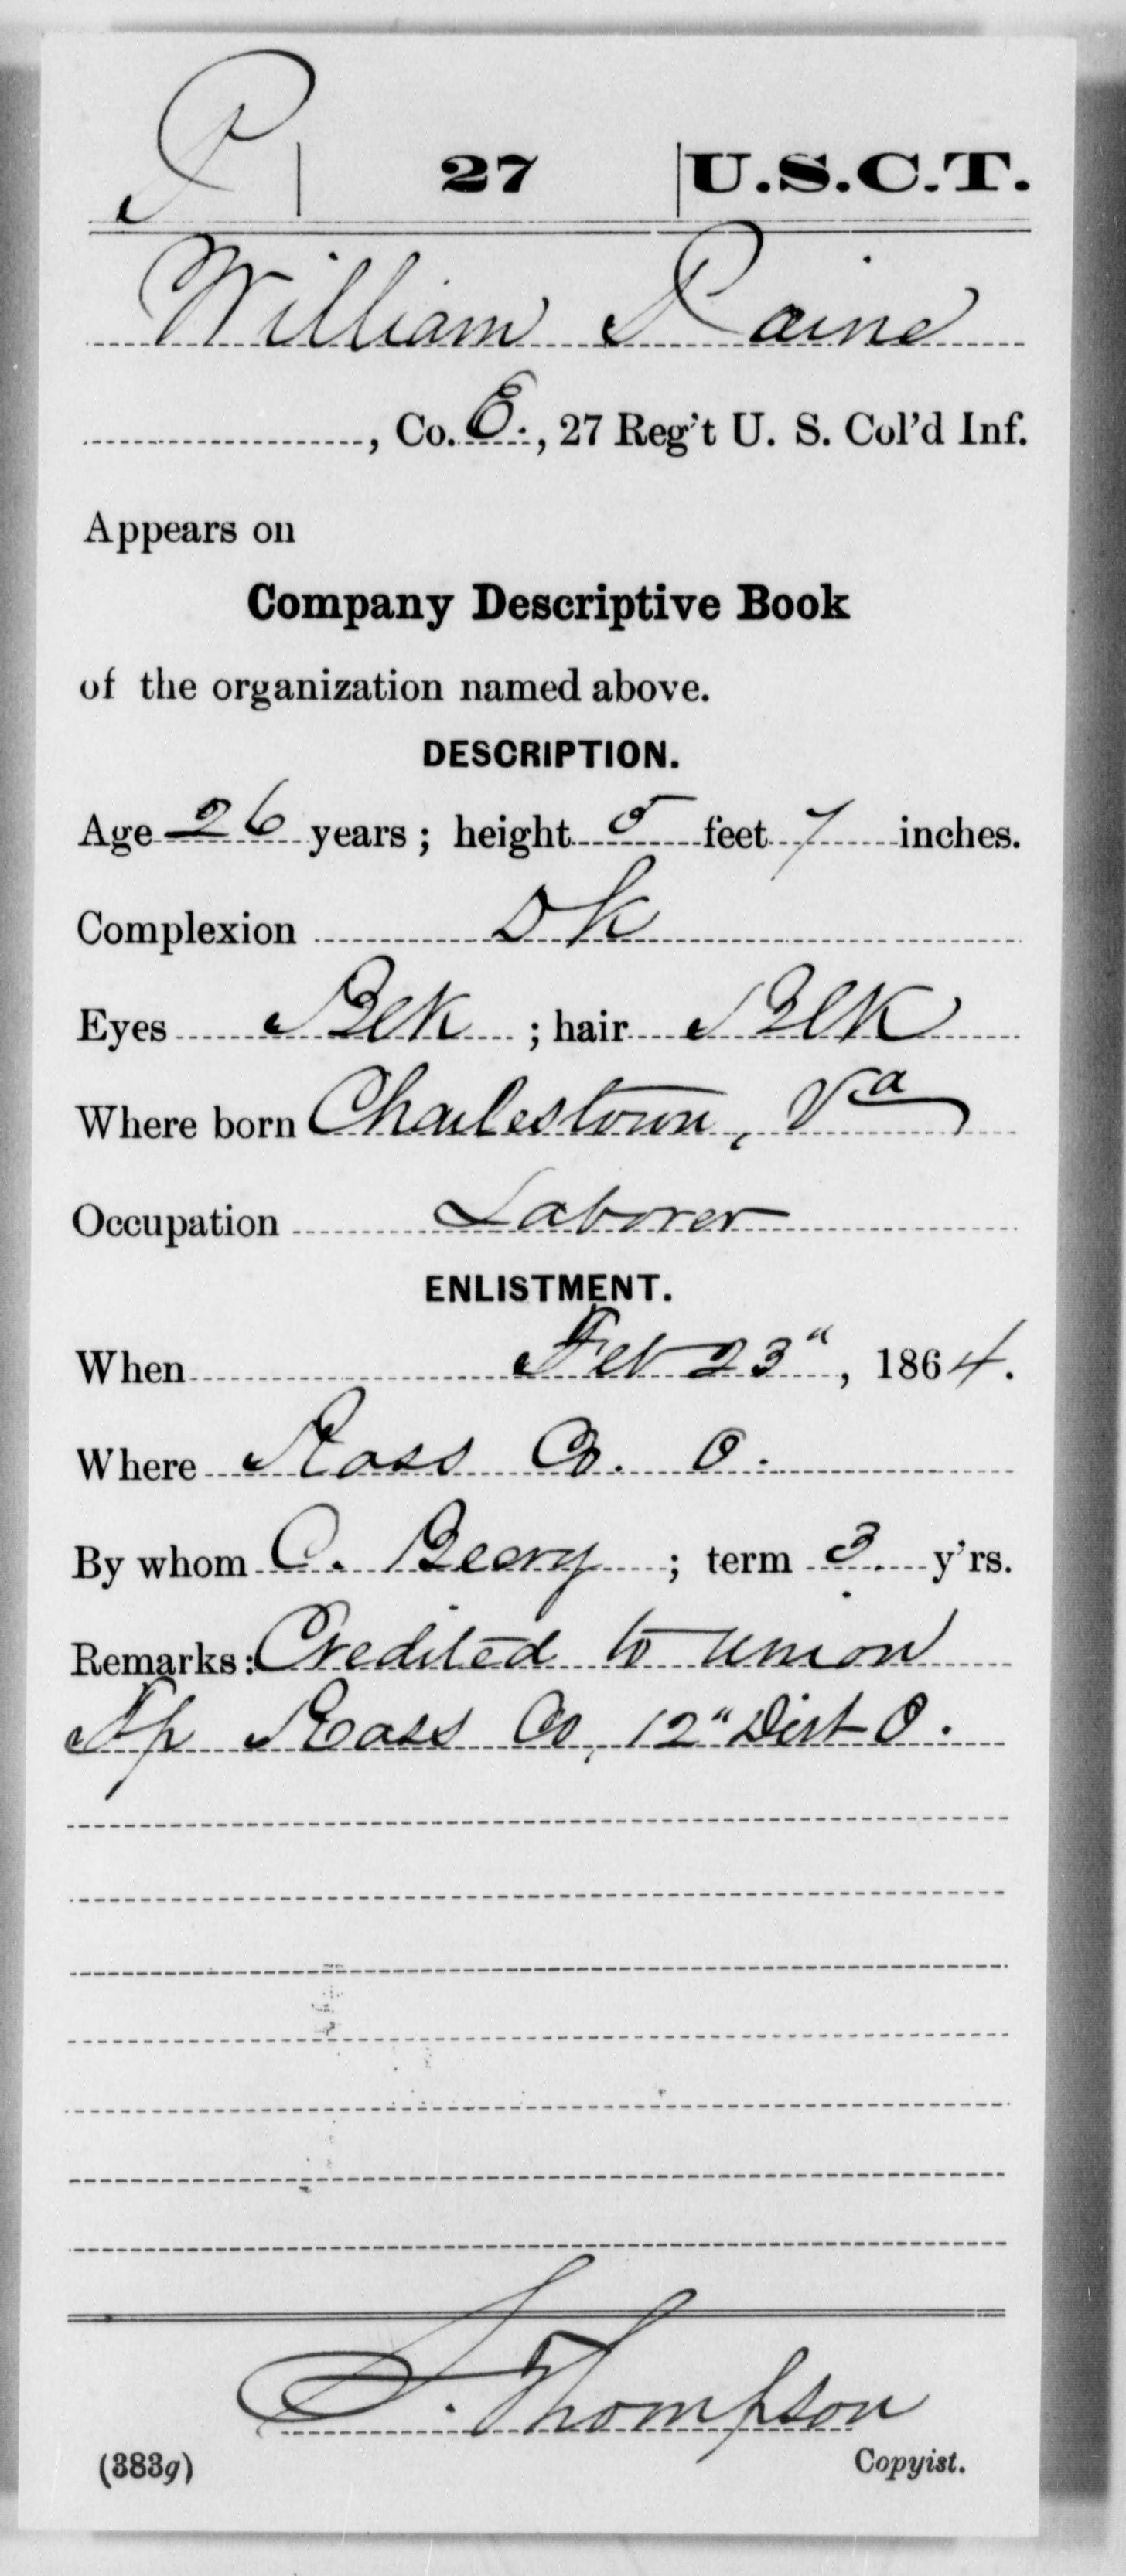 R 27 U.S.C.T.
William Raine
, Co. E., 27 Reg't U. S. Col'd Inf.
Appears on
Company Descriptive Book
of the organization named above.
DESCRIPTION.
Age 26 years; height 5 feet 7 inches.
Complexion Dk
Eyes Blk; hair Blk
Where born Charlestown, Va
Occupation Laborer
ENLISTMENT.
When Feb 23", 1864.
Where Ross Co. O.
By whom C. Beery; term 3 y'rs.
Remarks: Credited to Union
Tp Ross Co, 12" Dist O.
S. Thompson
(383g) Copyist.